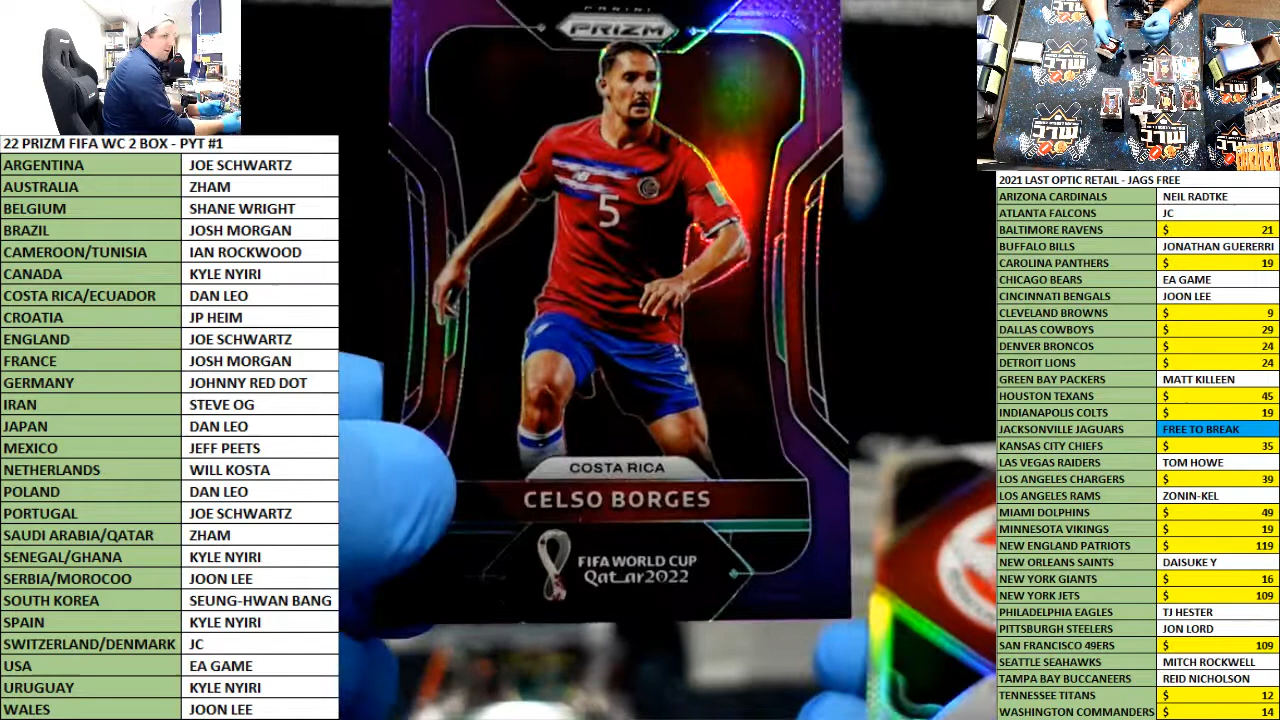 22 PRIZM FIFA WC 2 BOX - PYT #1
ARGENTINA JOE SCHWARTZ
AUSTRALIA ZHAM
BELGIUM SHANE WRIGHT
BRAZIL JOSH MORGAN
CAMEROON/TUNISIA IAN ROCKWOOD
CANADA KYLE NYIRI
COSTA RICA/ECUADOR DAN LEO
CROATIA JP HEIM
ENGLAND JOE SCHWARTZ
FRANCE JOSH MORGAN
GERMANY JOHNNY RED DOT
IRAN STEVE OG
JAPAN DAN LEO
MEXICO JEFF PEETS
NETHERLANDS WILL KOSTA
POLAND DAN LEO
PORTUGAL JOE SCHWARTZ
SAUDI ARABIA/QATAR ZHAM
SENEGAL/GHANA KYLE NYIRI
SERBIA/MOROCOO JOON LEE
SOUTH KOREA SEUNG-HWAN BANG
SPAIN KYLE NYIRI
SWITZERLAND/DENMARK JC
USA EA GAME
URUGUAY KYLE NYIRI
WALES JOON LEE
PANINI
PRIZM
5
COSTA RICA
CELSO BORGES
FIFA WORLD CUP
Qatar2022
2021 LAST OPTIC RETAIL - JAGS FREE
ARIZONA CARDINALS NEIL RADTKE
ATLANTA FALCONS JC
BALTIMORE RAVENS $ 21
BUFFALO BILLS JONATHAN GUERERRI
CAROLINA PANTHERS $ 19
CHICAGO BEARS EA GAME
CINCINNATI BENGALS JOON LEE
CLEVELAND BROWNS $ 9
DALLAS COWBOYS $ 29
DENVER BRONCOS $ 24
DETROIT LIONS $ 24
GREEN BAY PACKERS MATT KILLEEN
HOUSTON TEXANS $ 45
INDIANAPOLIS COLTS $ 19
JACKSONVILLE JAGUARS FREE TO BREAK
KANSAS CITY CHIEFS $ 35
LAS VEGAS RAIDERS TOM HOWE
LOS ANGELES CHARGERS $ 39
LOS ANGELES RAMS ZONIN-KEL
MIAMI DOLPHINS $ 49
MINNESOTA VIKINGS $ 19
NEW ENGLAND PATRIOTS $ 119
NEW ORLEANS SAINTS DAISUKE Y
NEW YORK GIANTS $ 16
NEW YORK JETS $ 109
PHILADELPHIA EAGLES TJ HESTER
PITTSBURGH STEELERS JON LORD
SAN FRANCISCO 49ERS $ 109
SEATTLE SEAHAWKS MITCH ROCKWELL
TAMPA BAY BUCCANEERS REID NICHOLSON
TENNESSEE TITANS $ 12
WASHINGTON COMMANDERS $ 14